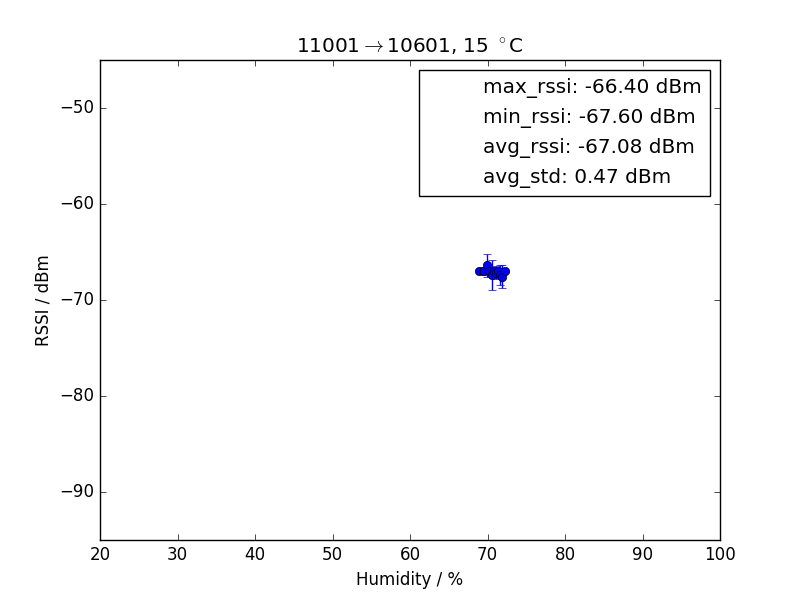 11001→10601, 15 °C
max_rssi: -66.40 dBm
min_rssi: -67.60 dBm
avg_rssi: -67.08 dBm
avg_std: 0.47 dBm
−50
−60
−70
−80
−90
RSSI / dBm
20 30 40 50 60 70 80 90 100
Humidity / %